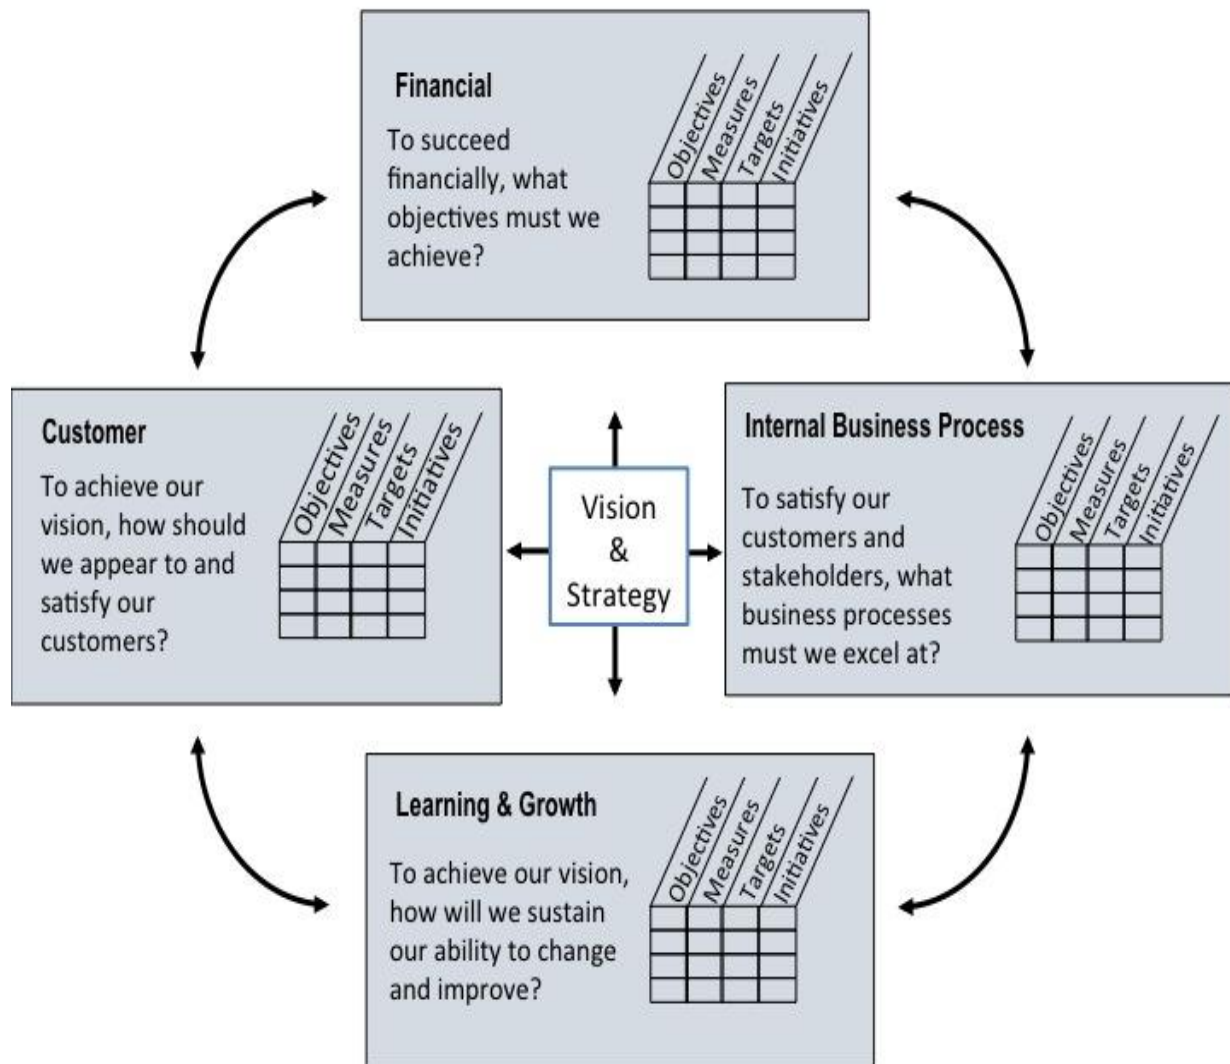 Financial
To succeed
financially, what
objectives must we
achieve?
Objectives
Measures
Targets
Initiatives
Customer
To achieve our
vision, how should
we appear to and
satisfy our
customers?
Objectives
Measures
Targets
Initiatives
Vision
&
Strategy
Internal Business Process
To satisfy our
customers and
stakeholders, what
business processes
must we excel at?
Objectives
Measures
Targets
Initiatives
Learning & Growth
To achieve our vision,
how will we sustain
our ability to change
and improve?
Objectives
Measures
Targets
Initiatives